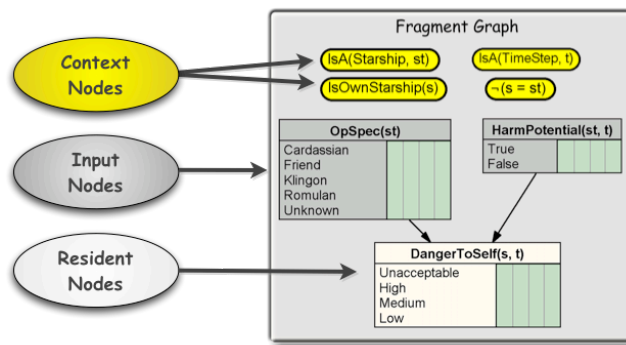 Fragment Graph
Context
Nodes
IsA(Starship, st)
IsA(TimeStep, t)
IsOwnStarship(s)
¬(s = st)
Input
Nodes
OpSpec(st)
Cardassian
Friend
Klingon
Romulan
Unknown
HarmPotential(st, t)
True
False
Resident
Nodes
DangerToSelf(s, t)
Unacceptable
High
Medium
Low